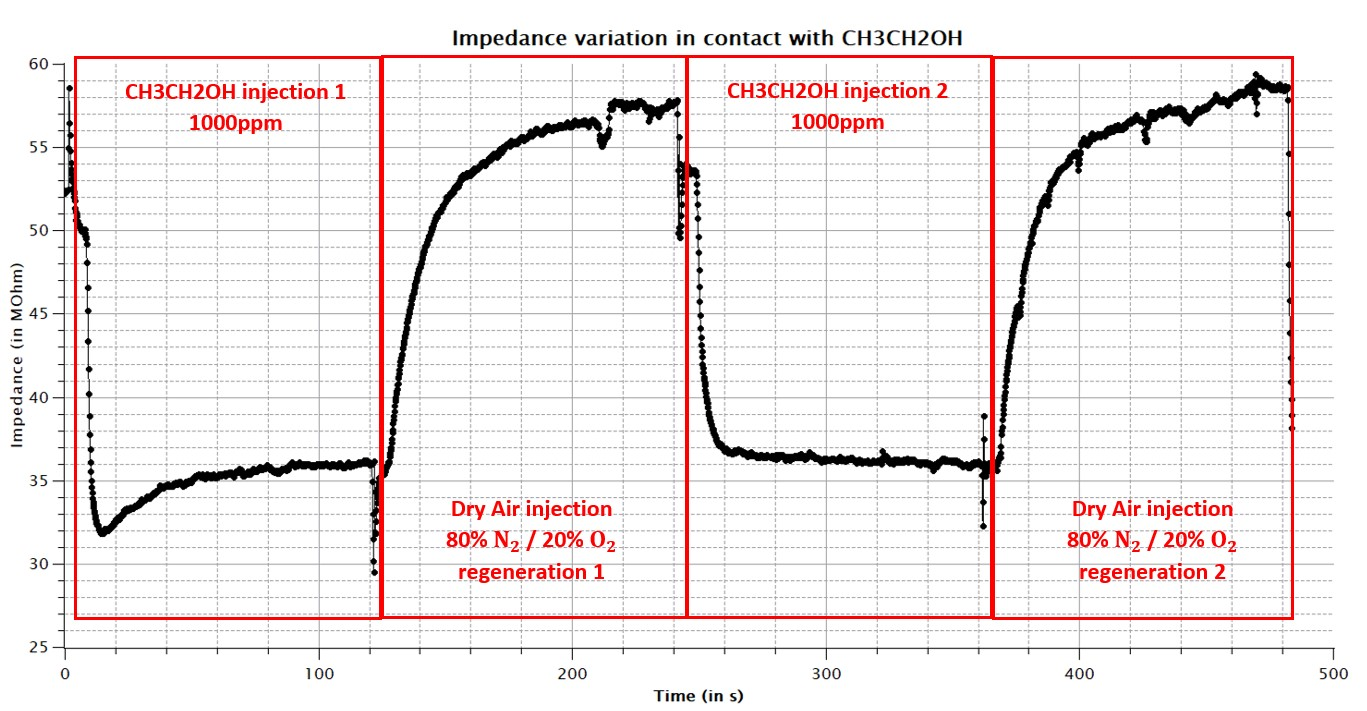 Impedance variation in contact with CH3CH2OH
60
55
50
45
40
35
30
25
Impedance (in MOhm)
CH3CH2OH injection 1
1000ppm
CH3CH2OH injection 2
1000ppm
Dry Air injection
80% N₂ / 20% O₂
regeneration 1
Dry Air injection
80% N₂ / 20% O₂
regeneration 2
0 100 200 300 400 500
Time (in s)